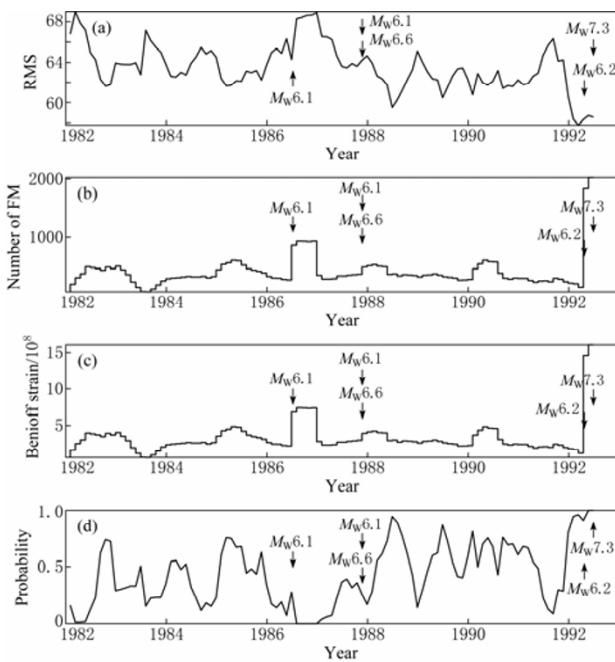 (a)
RMS
68
64
60
M_W6.1
M_W6.1
M_W6.6
M_W7.3
M_W6.2
1982 1984 1986 1988 1990 1992
Year
(b)
Number of FM
2000
1000
M_W6.1
M_W6.1
M_W6.6
M_W7.3
M_W6.2
1982 1984 1986 1988 1990 1992
Year
(c)
Benioff strain/10^8
15
10
5
M_W6.1
M_W6.1
M_W6.6
M_W7.3
M_W6.2
1982 1984 1986 1988 1990 1992
Year
(d)
Probability
1.0
0.5
0
M_W6.1
M_W6.1
M_W6.6
M_W7.3
M_W6.2
1982 1984 1986 1988 1990 1992
Year